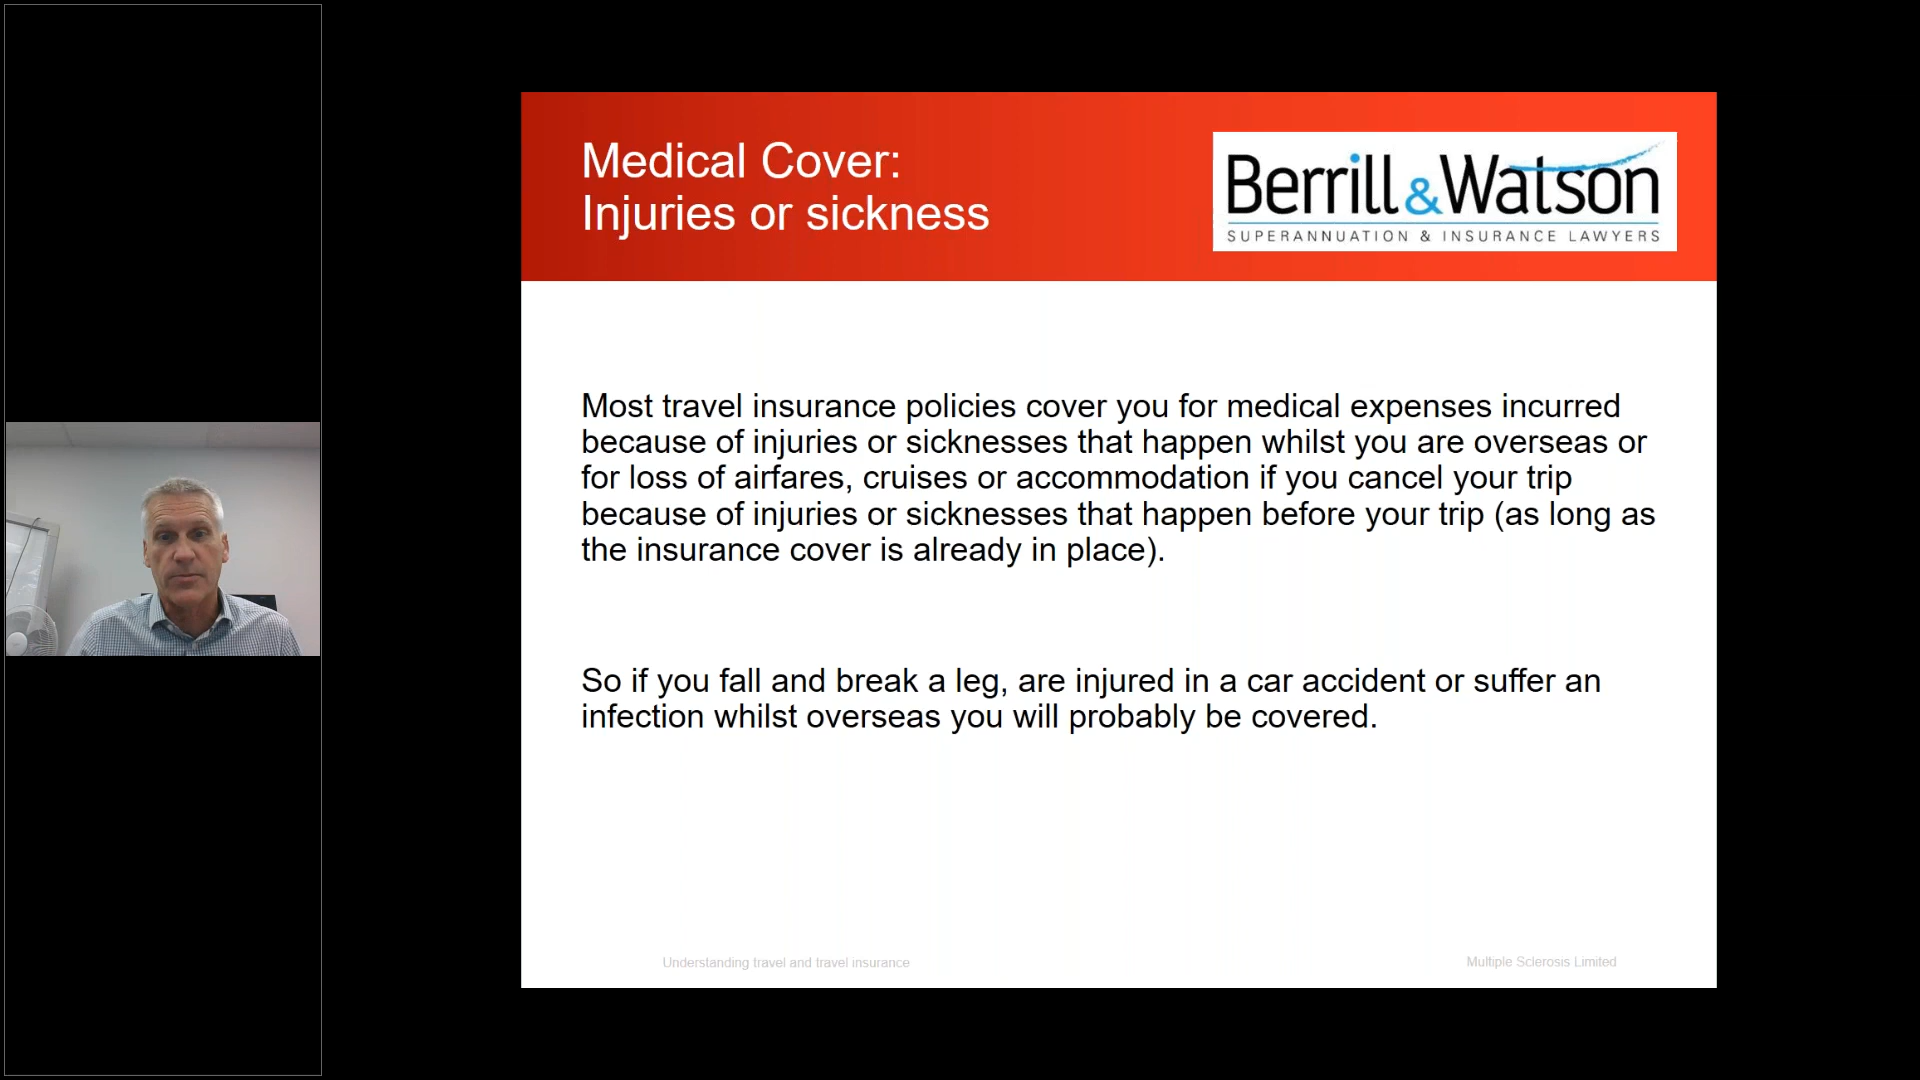 Medical Cover:
Injuries or sickness
Berrill & Watson
SUPERANNUATION & INSURANCE LAWYERS
Most travel insurance policies cover you for medical expenses incurred
because of injuries or sicknesses that happen whilst you are overseas or
for loss of airfares, cruises or accommodation if you cancel your trip
because of injuries or sicknesses that happen before your trip (as long as
the insurance cover is already in place).
So if you fall and break a leg, are injured in a car accident or suffer an
infection whilst overseas you will probably be covered.
Understanding travel and travel insurance
Multiple Sclerosis Limited